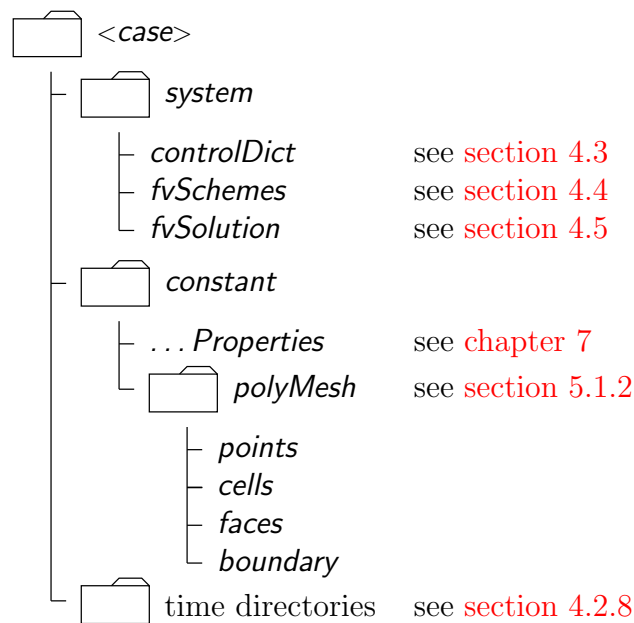 <case>
system
controlDict see section 4.3
fvSchemes see section 4.4
fvSolution see section 4.5
constant
...Properties see chapter 7
polyMesh see section 5.1.2
points
cells
faces
boundary
time directories see section 4.2.8